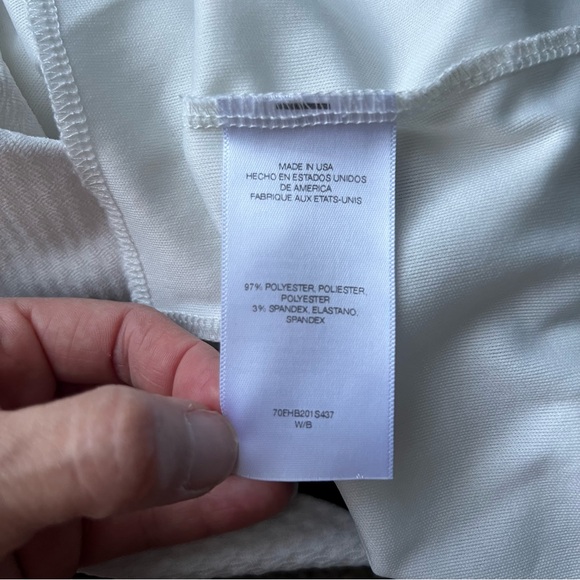 MADE IN USA
HECHO EN ESTADOS UNIDOS
DE AMERICA
FABRIQUE AUX ETATS-UNIS
97% POLYESTER, POLIESTER,
POLYESTER
3% SPANDEX, ELASTANO,
SPANDEX
70EHB201S437
W/B